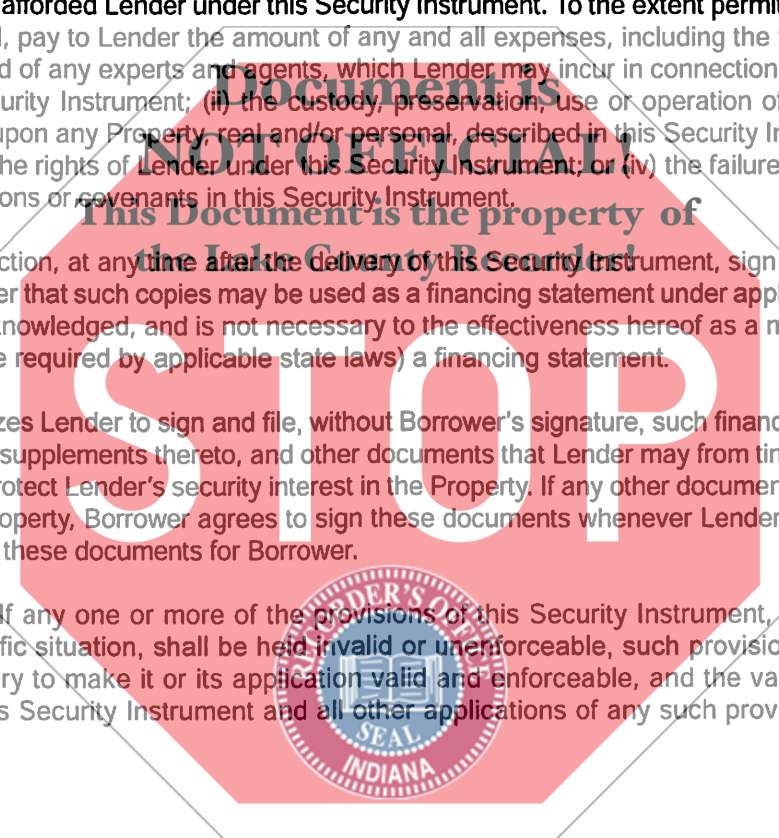 afforded Lender under this Security Instrument. To the extent permit
, pay to Lender the amount of any and all expenses, including the
d of any experts and agents, which Lender may incur in connection
Document is
urity Instrument; (ii) the custody, preservation, use or operation of
upon any Property, real and/or personal, described in this Security In
NOT OFFICIAL!
he rights of Lender under this Security Instrument; or (iv) the failure
ons or covenants in this Security Instrument.
This Document is the property of
the Lake County Recorder!
ction, at any time after the delivery of this Security Instrument, sign
er that such copies may be used as a financing statement under appl
knowledged, and is not necessary to the effectiveness hereof as a m
e required by applicable state laws) a financing statement.
STOP
zes Lender to sign and file, without Borrower's signature, such financ
supplements thereto, and other documents that Lender may from tim
rotect Lender's security interest in the Property. If any other documen
operty, Borrower agrees to sign these documents whenever Lender
these documents for Borrower.
If any one or more of the provisions of this Security Instrument,
fic situation, shall be held invalid or unenforceable, such provisio
ry to make it or its application valid and enforceable, and the va
s Security Instrument and all other applications of any such prov
RECORDER'S OFFICE
SEAL
INDIANA